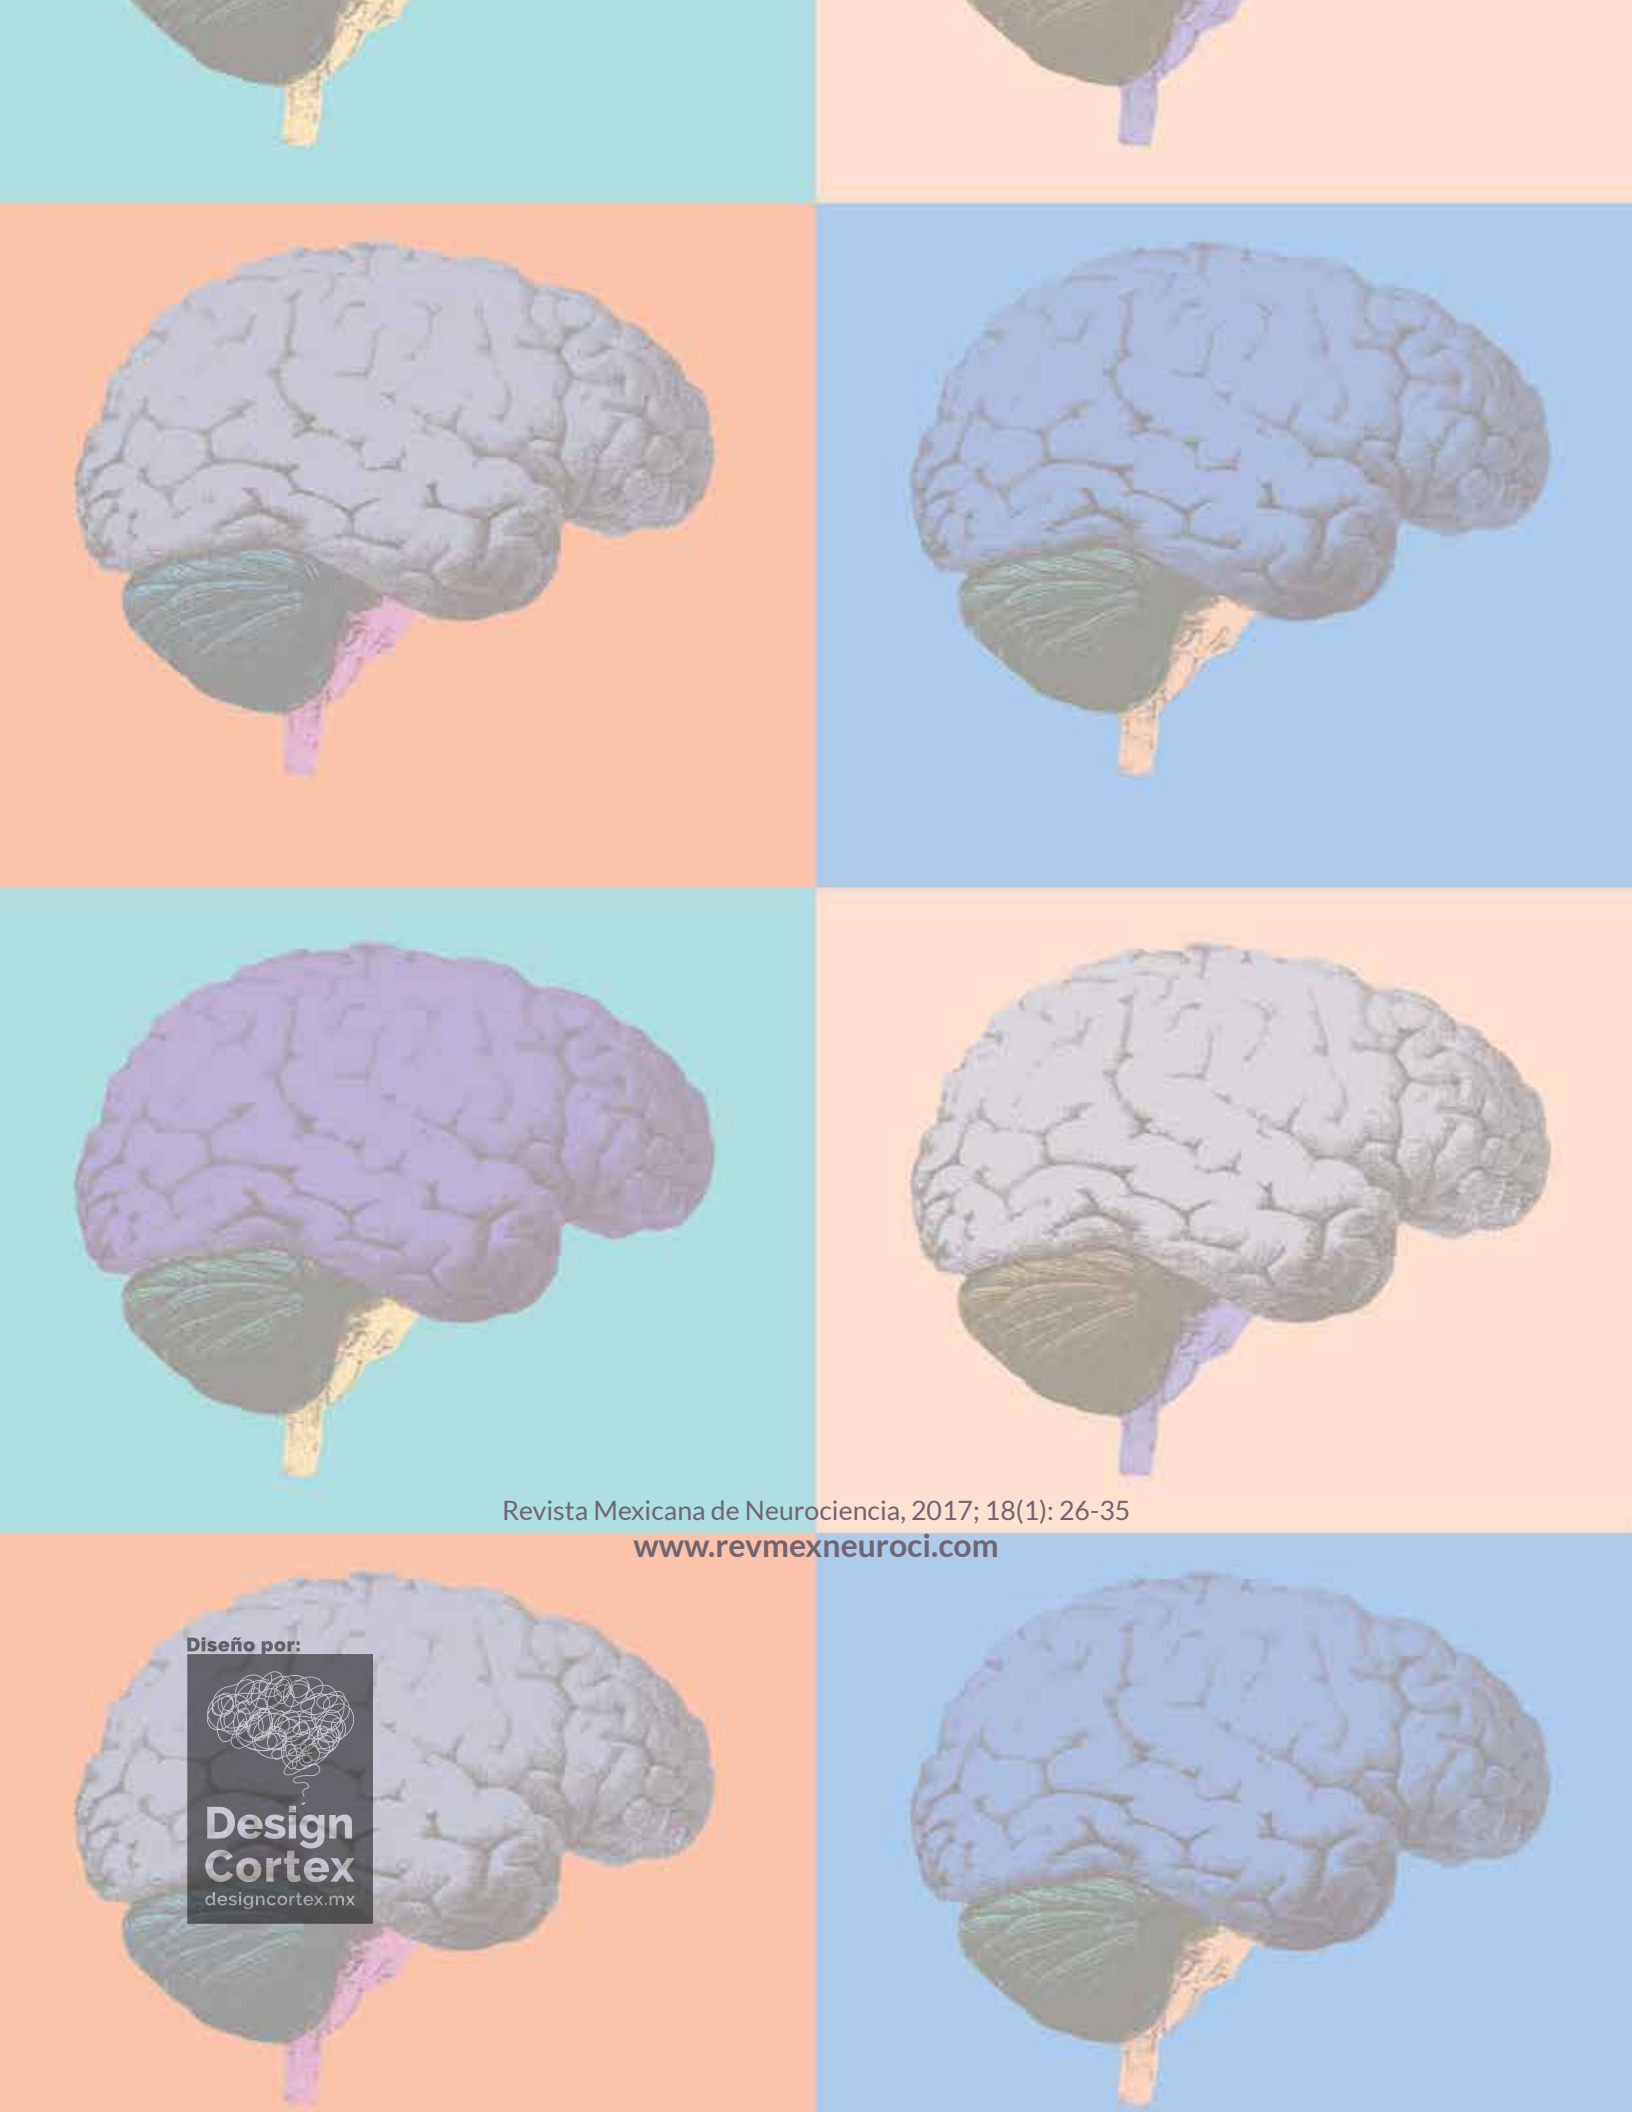 Revista Mexicana de Neurociencia, 2017; 18(1): 26-35
www.revmexneuroci.com
Diseño por:
Design
Cortex
designcortex.mx